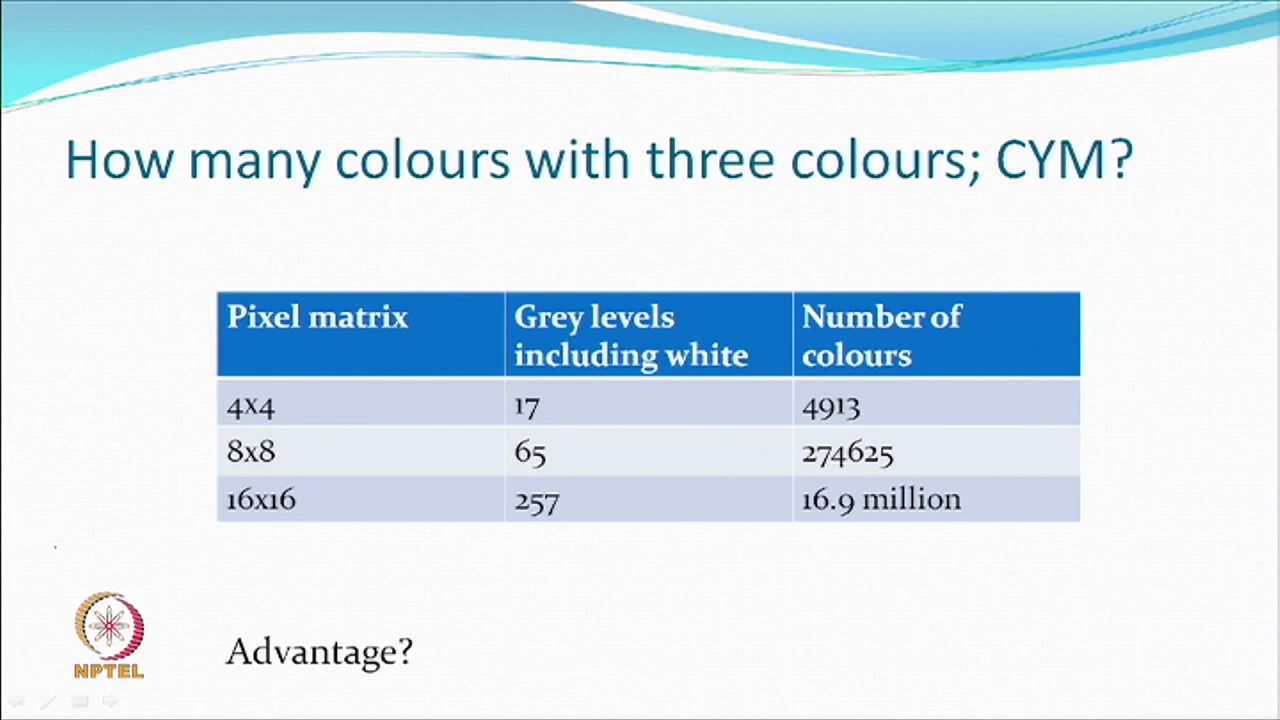 How many colours with three colours; CYM?
Pixel matrix
Grey levels
including white
Number of
colours
4x4
17
4913
8x8
65
274625
16x16
257
16.9 million
NPTEL
Advantage?